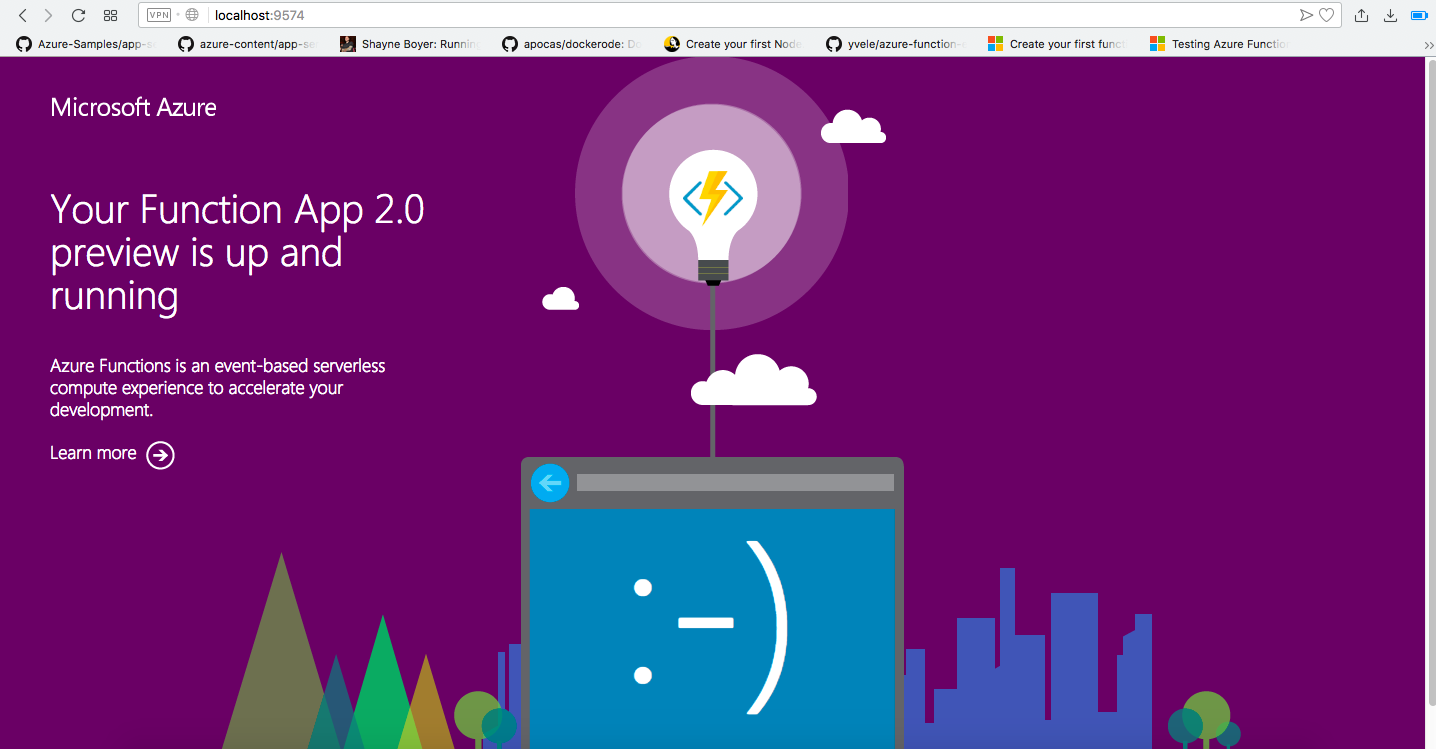 VPN
localhost:9574
Azure-Samples/app-s
azure-content/app-se
Shayne Boyer: Running
apocas/dockerode: Do
Create your first Node
yvele/azure-function-
Create your first func
Testing Azure Functio
Microsoft Azure
Your Function App 2.0
preview is up and
running
Azure Functions is an event-based serverless
compute experience to accelerate your
development.
Learn more
:-)